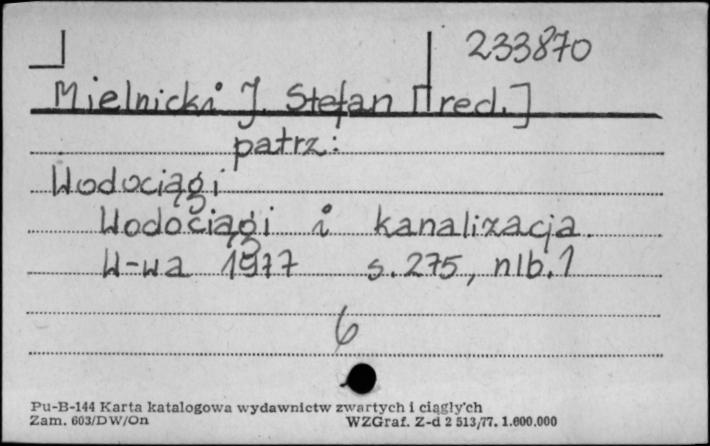 233870
Mielnicki J. Stefan [red.]
patrz:
Wodociągi
Wodociągi i kanalizacja.
W-wa 1977 s. 275, nlb. 1
6
Pu-B-144 Karta katalogowa wydawnictw zwartych i ciągłych
Zam. 603/DW/On WZGraf. Z-d 2 513/77. 1.600.000